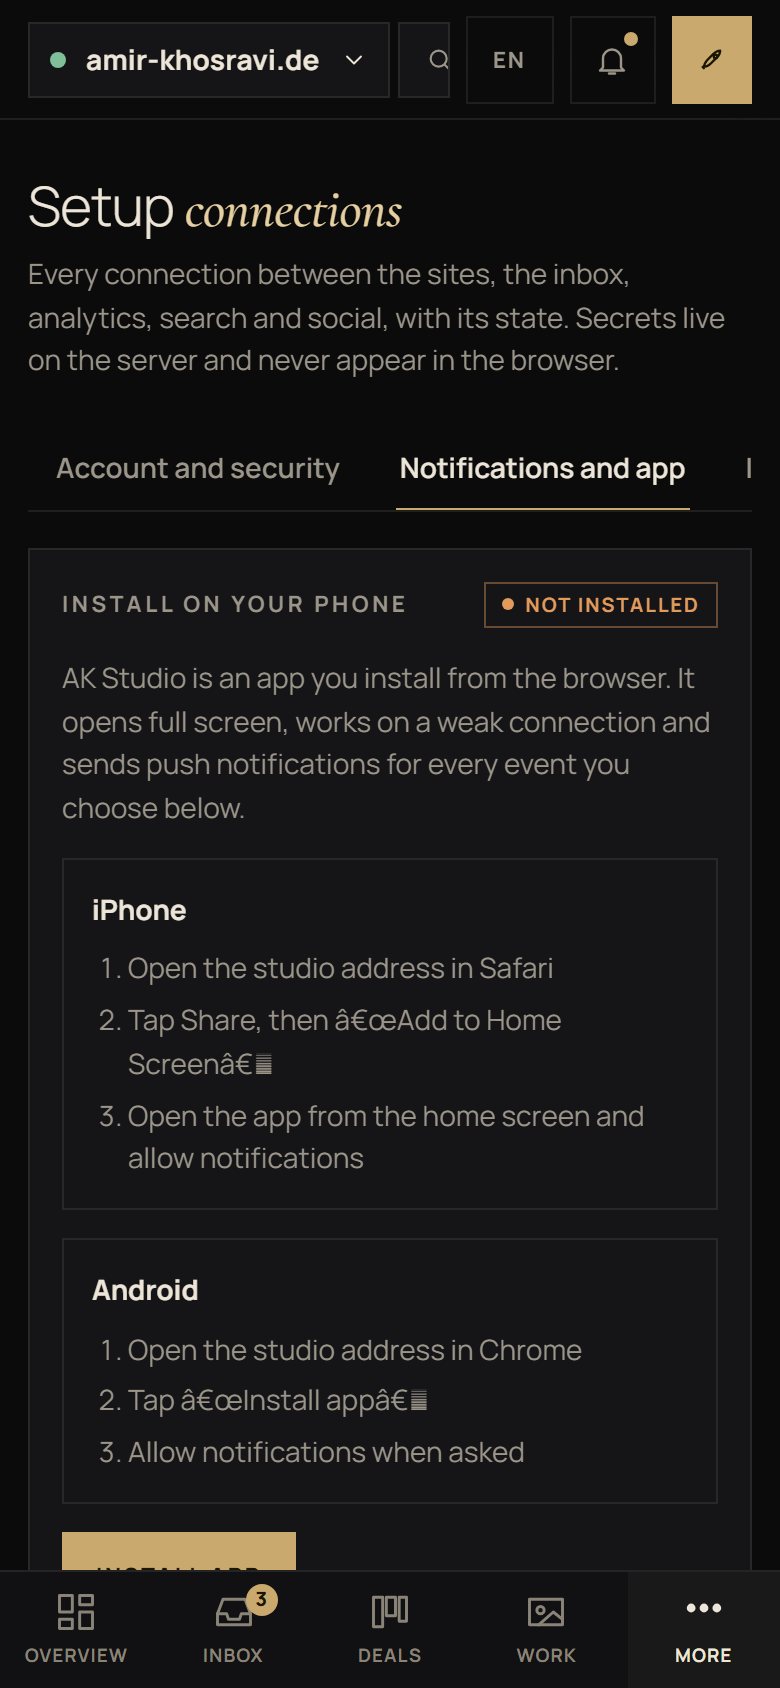 amir-khosravi.de
EN
Setup connections
Every connection between the sites, the inbox,
analytics, search and social, with its state. Secrets live
on the server and never appear in the browser.
Account and security
Notifications and app
INSTALL ON YOUR PHONE
NOT INSTALLED
AK Studio is an app you install from the browser. It
opens full screen, works on a weak connection and
sends push notifications for every event you
choose below.
iPhone
1. Open the studio address in Safari
2. Tap Share, then â€œAdd to Home
Screenâ€
3. Open the app from the home screen and
allow notifications
Android
1. Open the studio address in Chrome
2. Tap â€œInstall appâ€
3. Allow notifications when asked
3
OVERVIEW
INBOX
DEALS
WORK
MORE